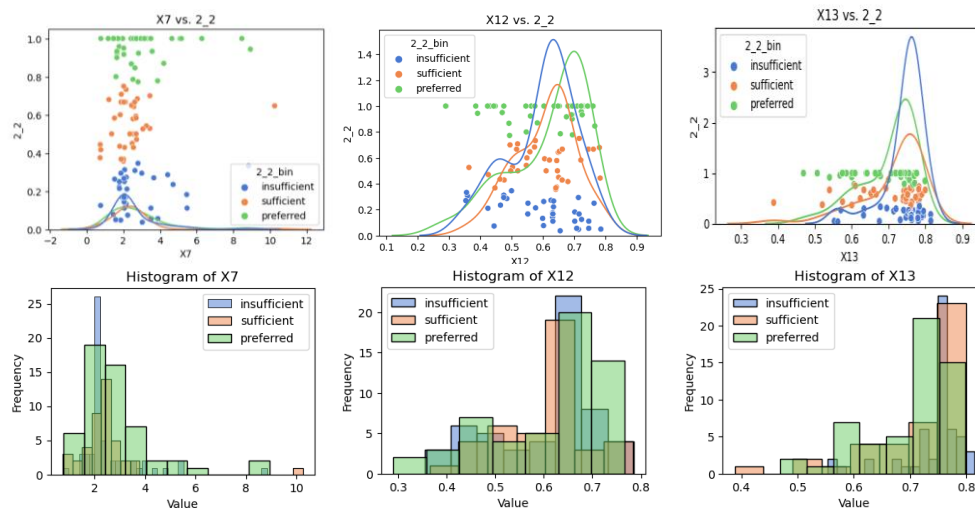 X7 vs. 2_2
1.0
0.8
0.6
0.4
0.2
0.0
2_2
2_2_bin
insufficient
sufficient
preferred
−2 0 2 4 6 8 10 12
X7
X12 vs. 2_2
1.4
1.2
1.0
0.8
0.6
0.4
0.2
0.0
2_2
2_2_bin
insufficient
sufficient
preferred
0.1 0.2 0.3 0.4 0.5 0.6 0.7 0.8 0.9
X12
X13 vs. 2_2
3
2
1
0
2_2
2_2_bin
insufficient
sufficient
preferred
0.3 0.4 0.5 0.6 0.7 0.8 0.9
X13
Histogram of X7
25
20
15
10
5
0
Frequency
insufficient
sufficient
preferred
2 4 6 8 10
Value
Histogram of X12
20
15
10
5
0
Frequency
insufficient
sufficient
preferred
0.3 0.4 0.5 0.6 0.7 0.8
Value
Histogram of X13
25
20
15
10
5
0
Frequency
insufficient
sufficient
preferred
0.4 0.5 0.6 0.7 0.8
Value